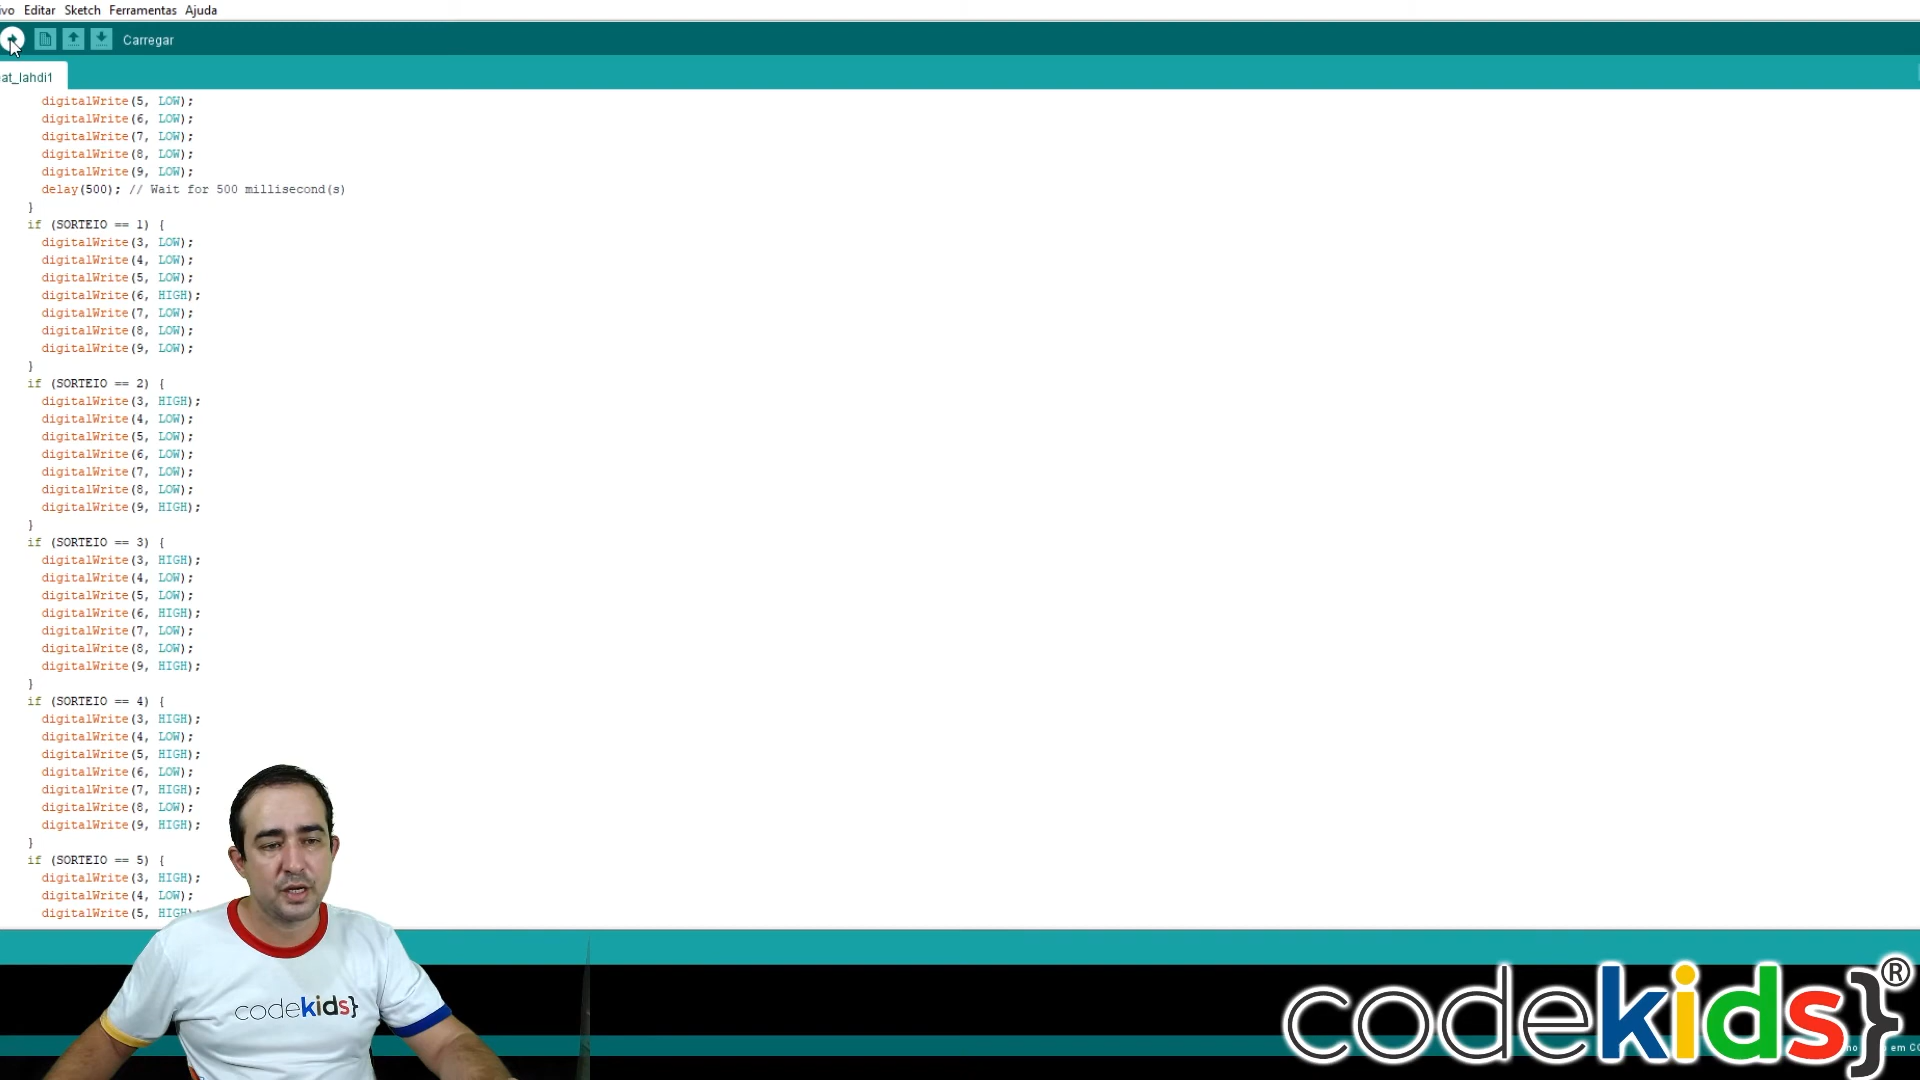 Editar Sketch Ferramentas Ajuda
Carregar
at_lahdi1
digitalWrite(5, LOW);
digitalWrite(6, LOW);
digitalWrite(7, LOW);
digitalWrite(8, LOW);
digitalWrite(9, LOW);
delay(500); // Wait for 500 millisecond(s)
}
if (SORTEIO == 1) {
digitalWrite(3, LOW);
digitalWrite(4, LOW);
digitalWrite(5, LOW);
digitalWrite(6, HIGH);
digitalWrite(7, LOW);
digitalWrite(8, LOW);
digitalWrite(9, LOW);
}
if (SORTEIO == 2) {
digitalWrite(3, HIGH);
digitalWrite(4, LOW);
digitalWrite(5, LOW);
digitalWrite(6, LOW);
digitalWrite(7, LOW);
digitalWrite(8, LOW);
digitalWrite(9, HIGH);
}
if (SORTEIO == 3) {
digitalWrite(3, HIGH);
digitalWrite(4, LOW);
digitalWrite(5, LOW);
digitalWrite(6, HIGH);
digitalWrite(7, LOW);
digitalWrite(8, LOW);
digitalWrite(9, HIGH);
}
if (SORTEIO == 4) {
digitalWrite(3, HIGH);
digitalWrite(4, LOW);
digitalWrite(5, HIGH);
digitalWrite(6, LOW);
digitalWrite(7, HIGH);
digitalWrite(8, LOW);
digitalWrite(9, HIGH);
}
if (SORTEIO == 5) {
digitalWrite(3, HIGH);
digitalWrite(4, LOW);
digitalWrite(5, HIGH)
codekids}
codekids}®
em